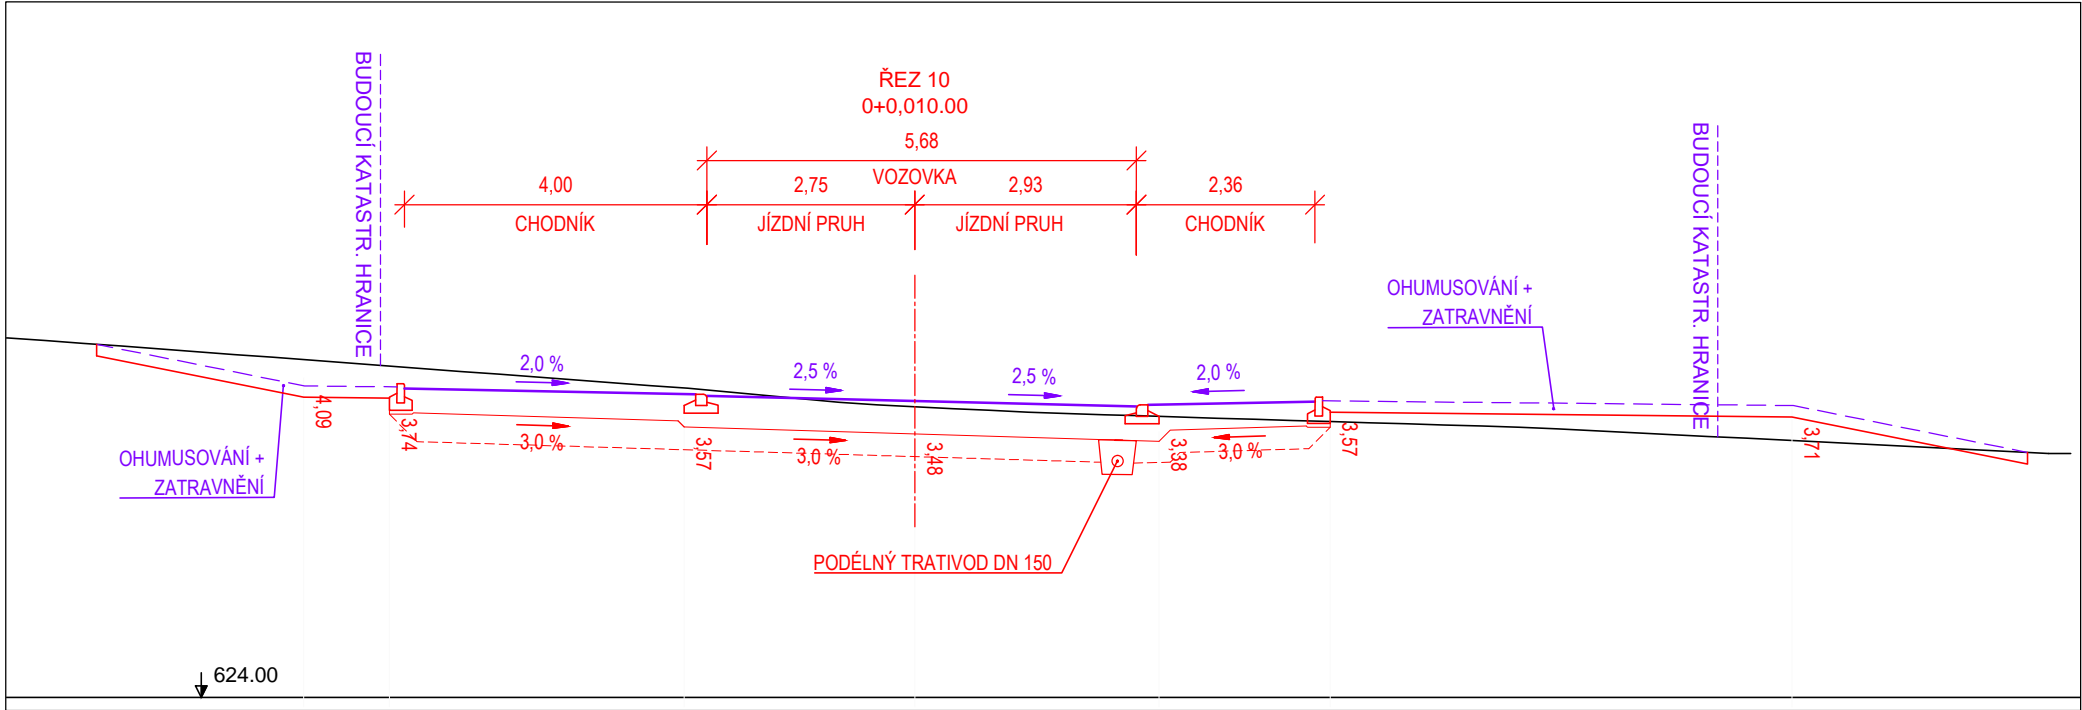 ŘEZ 10
0+0,010.00
5,68
VOZOVKA
4,00
2,75
2,93
2,36
CHODNÍK
JÍZDNÍ PRUH
JÍZDNÍ PRUH
CHODNÍK
BUDOUCÍ KATASTR. HRANICE
BUDOUCÍ KATASTR. HRANICE
OHUMUSOVÁNÍ +
ZATRAVNĚNÍ
2,0 %
2,5 %
2,5 %
2,0 %
4,09
3,74
3,0 %
3,57
3,0 %
3,48
3,38
3,0 %
3,57
3,71
OHUMUSOVÁNÍ +
ZATRAVNĚNÍ
PODÉLNÝ TRATIVOD DN 150
624.00